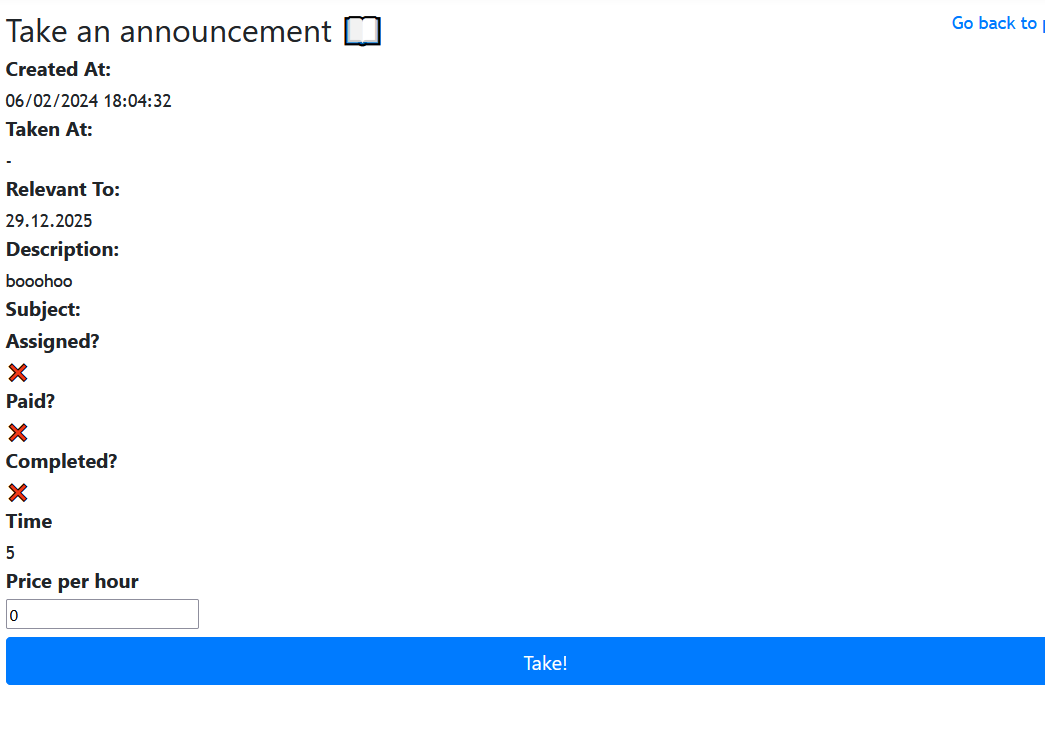 Take an announcement
Go back to
Created At:
06/02/2024 18:04:32
Taken At:
-
Relevant To:
29.12.2025
Description:
booohoo
Subject:
Assigned?
Paid?
Completed?
Time
5
Price per hour
0
Take!